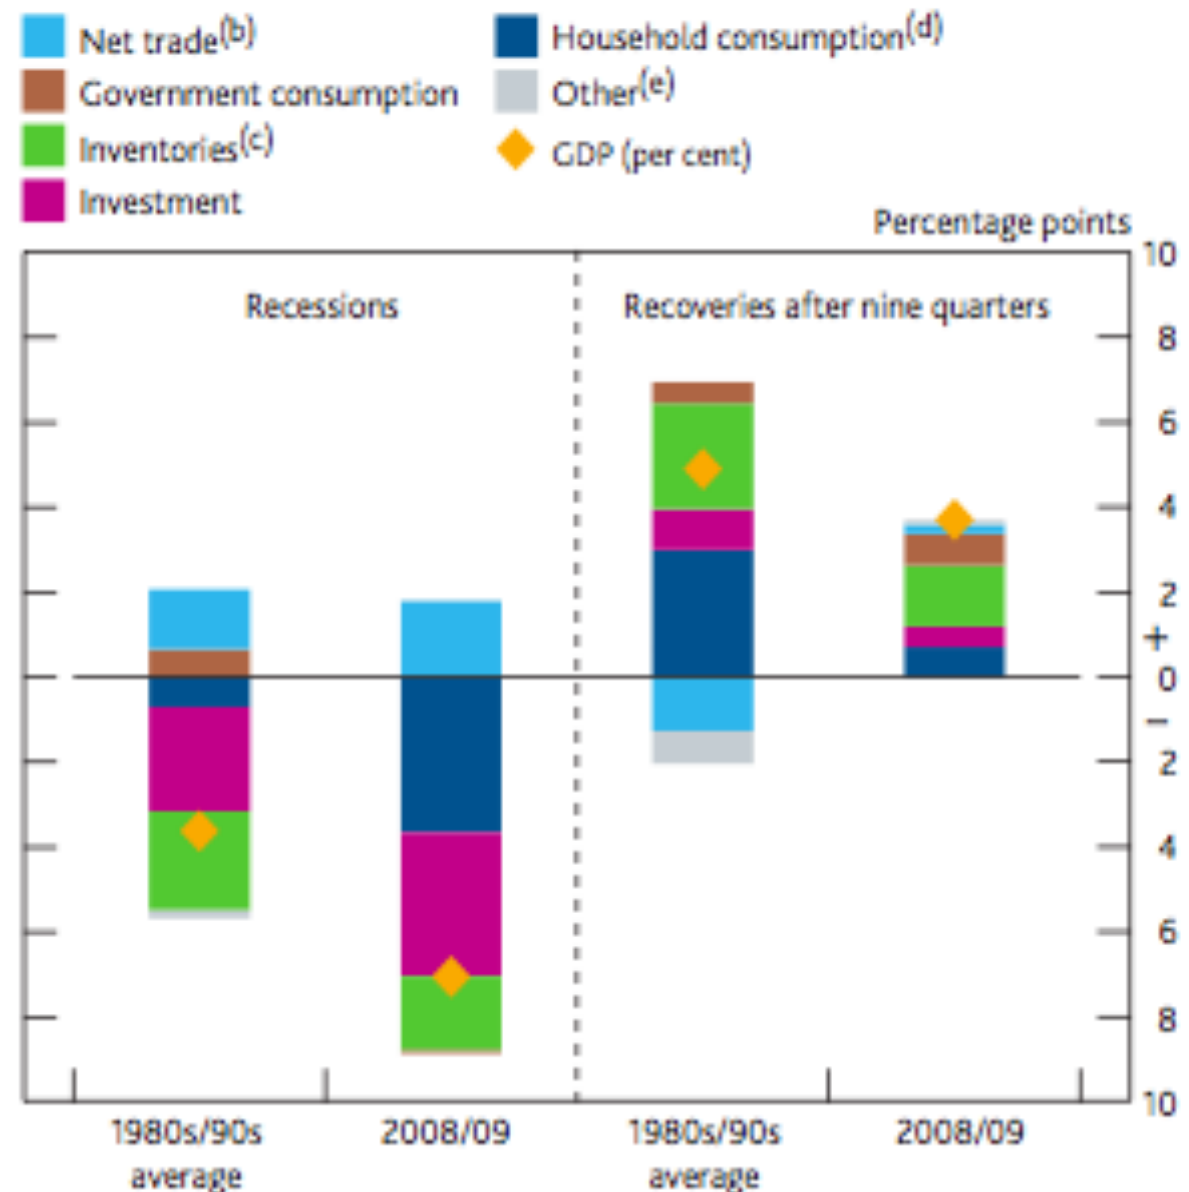 Net trade(b)
Government consumption
Inventories(c)
Investment
Household consumption(d)
Other(e)
GDP (per cent)
Percentage points
Recessions
Recoveries after nine quarters
10
8
6
4
2
+
0
–
2
4
6
8
10
1980s/90s
average
2008/09
1980s/90s
average
2008/09